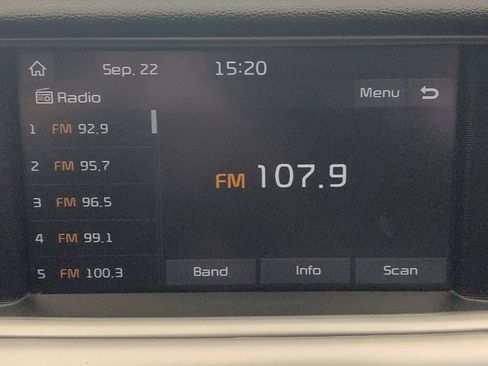 Sep. 22 15:20
Radio
Menu
1 FM 92.9
2 FM 95.7
3 FM 96.5
4 FM 99.1
5 FM 100.3
FM 107.9
Band Info Scan